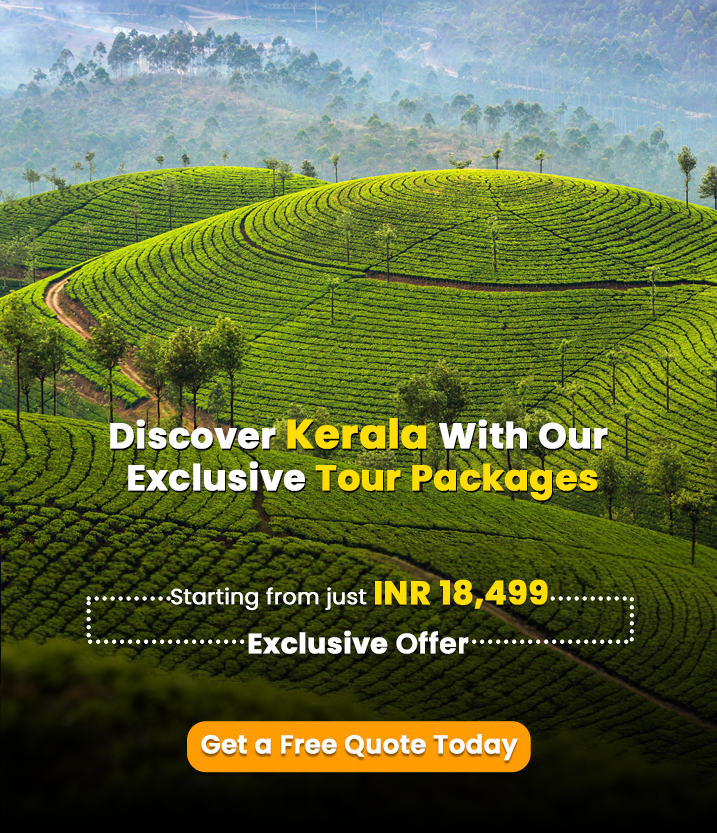 Discover Kerala With Our
Exclusive Tour Packages
Starting from just INR 18,499
Exclusive Offer
Get a Free Quote Today